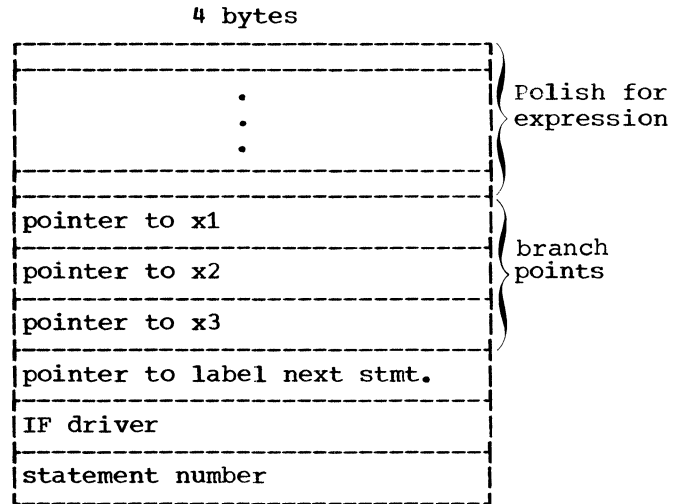 4 bytes
.
.
.
Polish for
expression
pointer to x1
pointer to x2
pointer to x3
branch
points
pointer to label next stmt.
IF driver
statement number